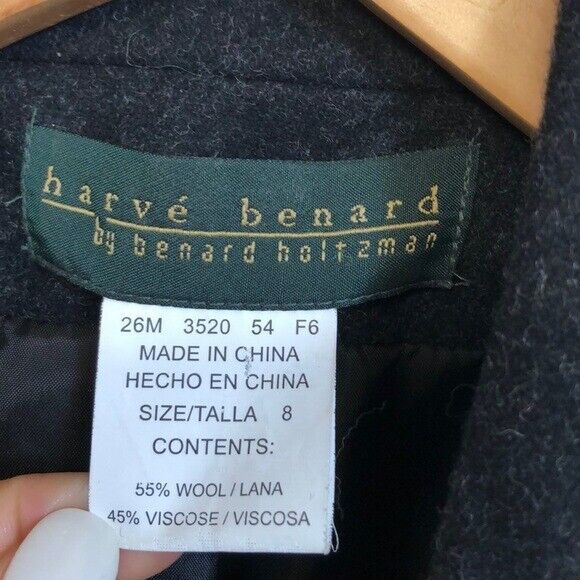 harvé benard
by benard holtzman
26M 3520 54 F6
MADE IN CHINA
HECHO EN CHINA
SIZE/TALLA 8
CONTENTS:
55% WOOL / LANA
45% VISCOSE / VISCOSA